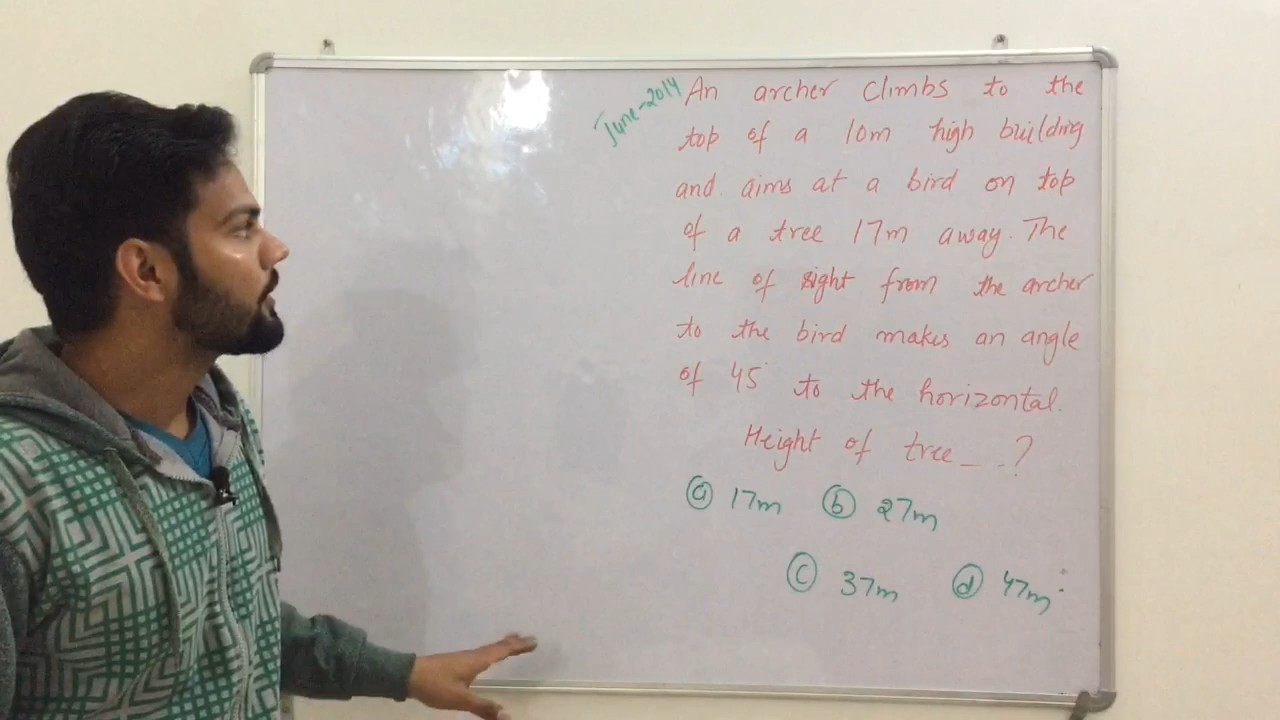 June-2014
An archer climbs to the
top of a 10m high building
and. aims at a bird on top
of a tree 17m away. The
line of sight from the archer
to the bird makes an angle
of 45° to the horizontal.
Height of tree _ . . ?
(a) 17m (b) 27m
(c) 37m (d) 47m